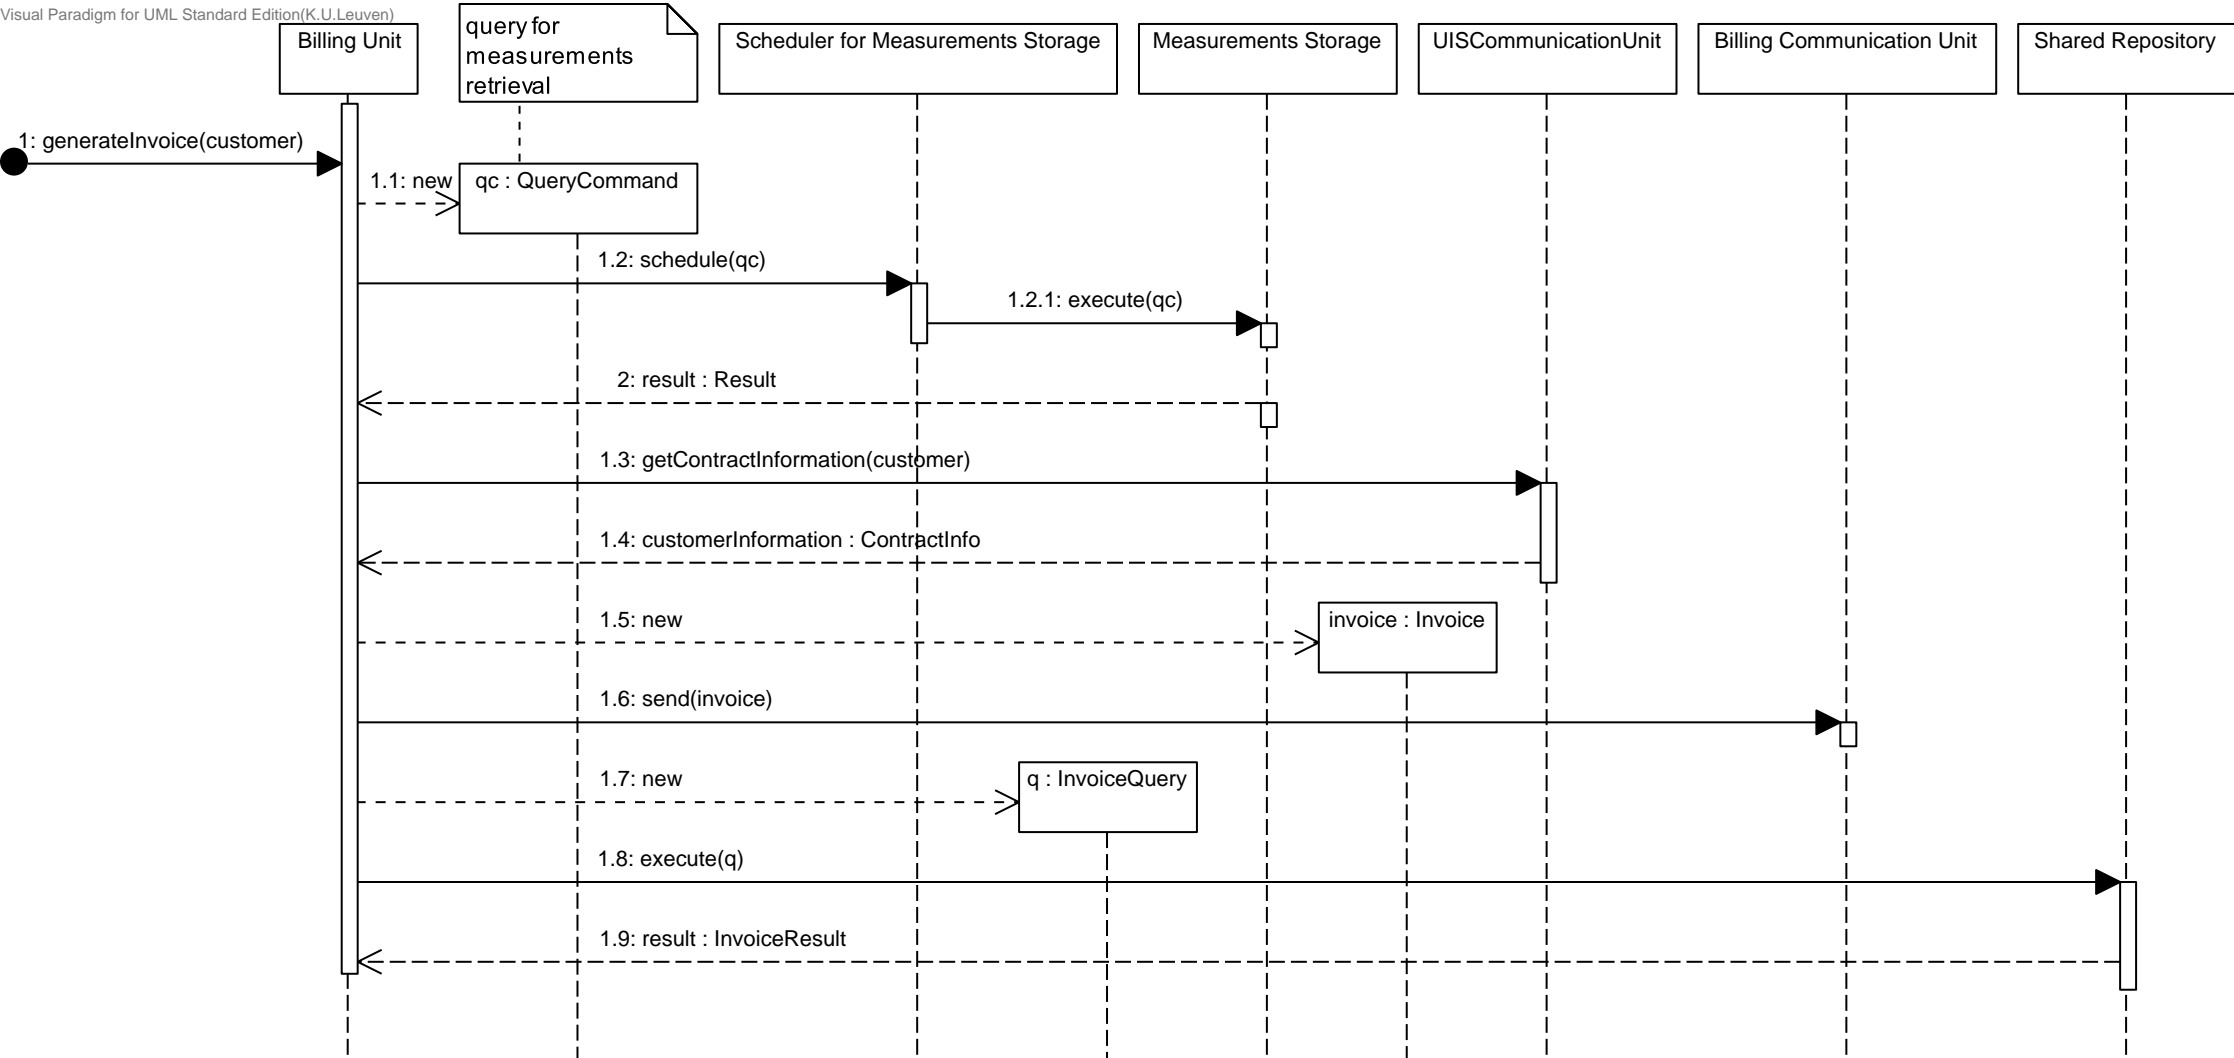 Visual Paradigm for UML Standard Edition(K.U.Leuven)
Billing Unit
query for
measurements
retrieval
Scheduler for Measurements Storage
Measurements Storage
UISCommunicationUnit
Billing Communication Unit
Shared Repository
1: generateInvoice(customer)
1.1: new
qc : QueryCommand
1.2: schedule(qc)
1.2.1: execute(qc)
2: result : Result
1.3: getContractInformation(customer)
1.4: customerInformation : ContractInfo
1.5: new
invoice : Invoice
1.6: send(invoice)
1.7: new
q : InvoiceQuery
1.8: execute(q)
1.9: result : InvoiceResult